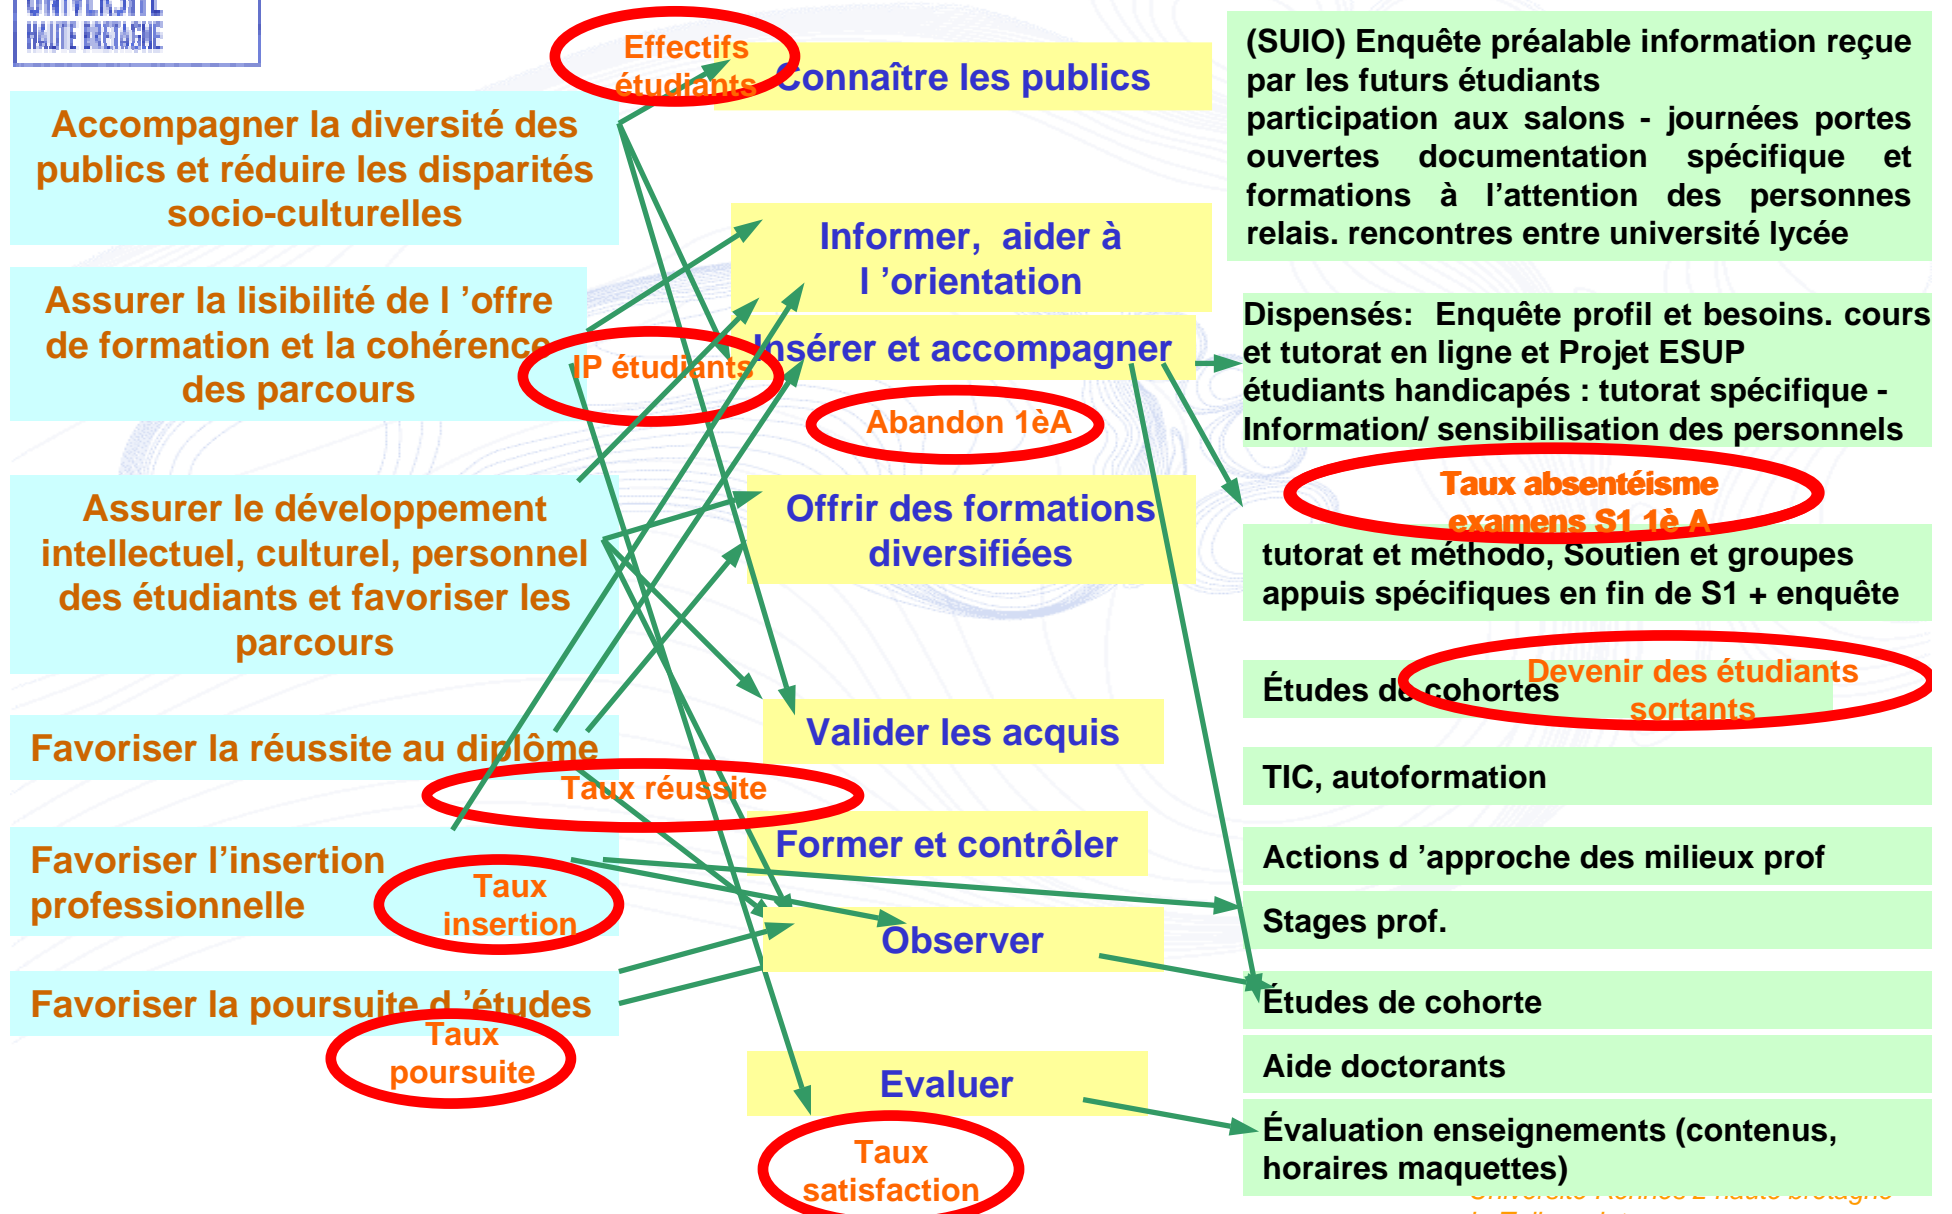 UNIVERSITE
HAUTE BRETAGNE
Accompagner la diversité des
publics et réduire les disparités
socio-culturelles
Assurer la lisibilité de l ’offre
de formation et la cohérence
des parcours
Assurer le développement
intellectuel, culturel, personnel
des étudiants et favoriser les
parcours
Favoriser la réussite au diplôme
Favoriser l’insertion
professionnelle
Favoriser la poursuite d ’études
Effectifs
étudiants
IP étudiants
Abandon 1èA
Taux réussite
Taux
insertion
Taux
poursuite
Taux
satisfaction
Connaître les publics
Informer, aider à
l ’orientation
Insérer et accompagner
Offrir des formations
diversifiées
Valider les acquis
Former et contrôler
Observer
Evaluer
(SUIO) Enquête préalable information reçue
par les futurs étudiants
participation aux salons - journées portes
ouvertes documentation spécifique et
formations à l’attention des personnes
relais. rencontres entre université lycée
Dispensés: Enquête profil et besoins. cours
et tutorat en ligne et Projet ESUP
étudiants handicapés : tutorat spécifique -
Information/ sensibilisation des personnels
Taux absentéisme
examens S1 1è A
tutorat et méthodo, Soutien et groupes
appuis spécifiques en fin de S1 + enquête
Études de cohortes
Devenir des étudiants
sortants
TIC, autoformation
Actions d ’approche des milieux prof
Stages prof.
Études de cohorte
Aide doctorants
Évaluation enseignements (contenus,
horaires maquettes)
Université Rennes 2 haute bretagne